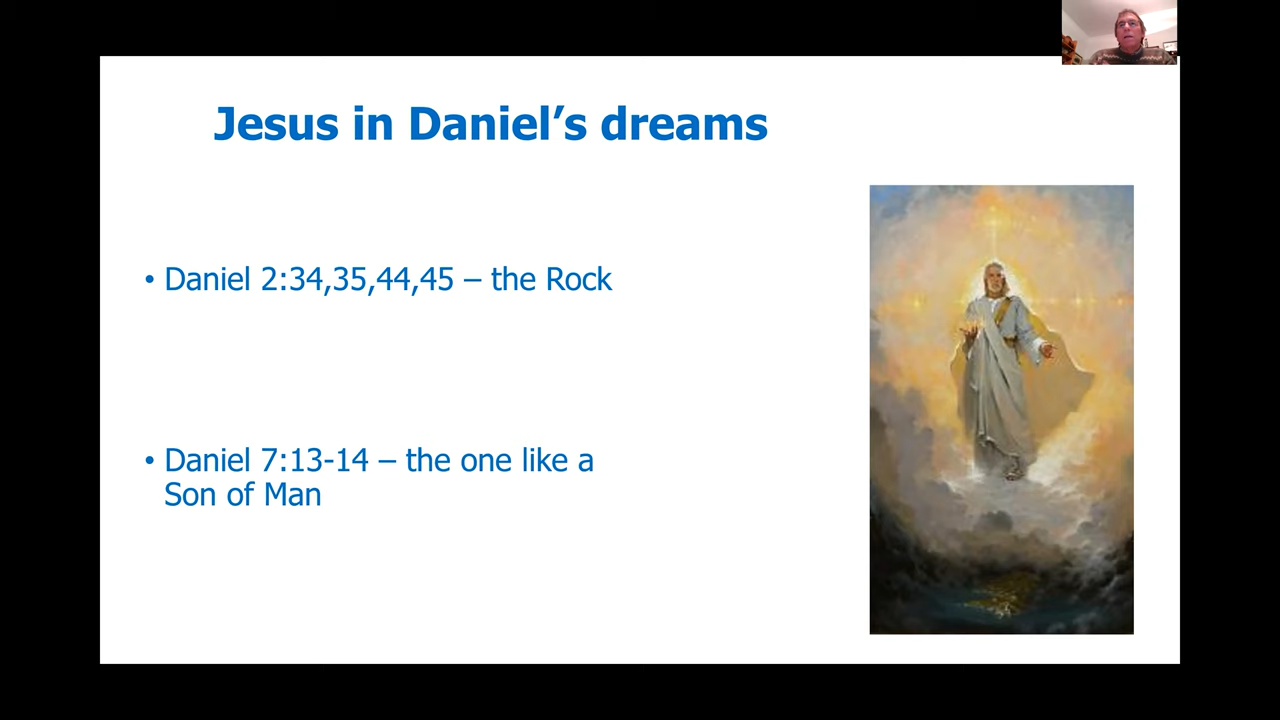 Jesus in Daniel’s dreams
• Daniel 2:34,35,44,45 – the Rock
• Daniel 7:13-14 – the one like a
Son of Man